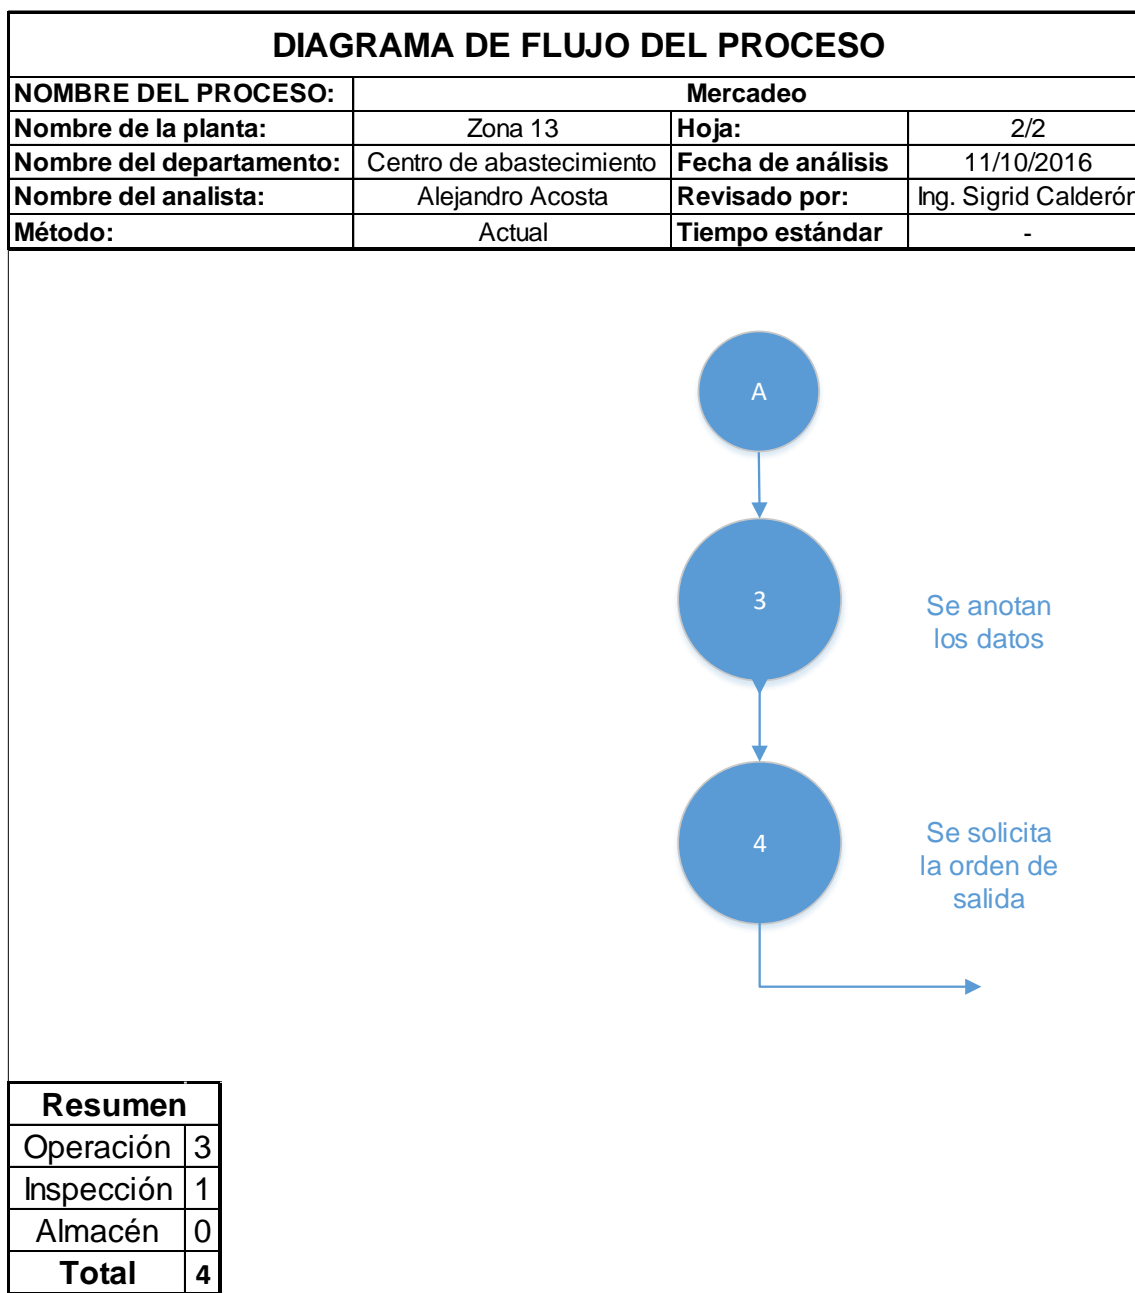 DIAGRAMA DE FLUJO DEL PROCESO
NOMBRE DEL PROCESO: Mercadeo
Nombre de la planta: Zona 13 Hoja: 2/2
Nombre del departamento: Centro de abastecimiento Fecha de análisis 11/10/2016
Nombre del analista: Alejandro Acosta Revisado por: Ing. Sigrid Calderón
Método: Actual Tiempo estándar -
A
3
Se anotan
los datos
4
Se solicita
la orden de
salida
Resumen
Operación 3
Inspección 1
Almacén 0
Total 4